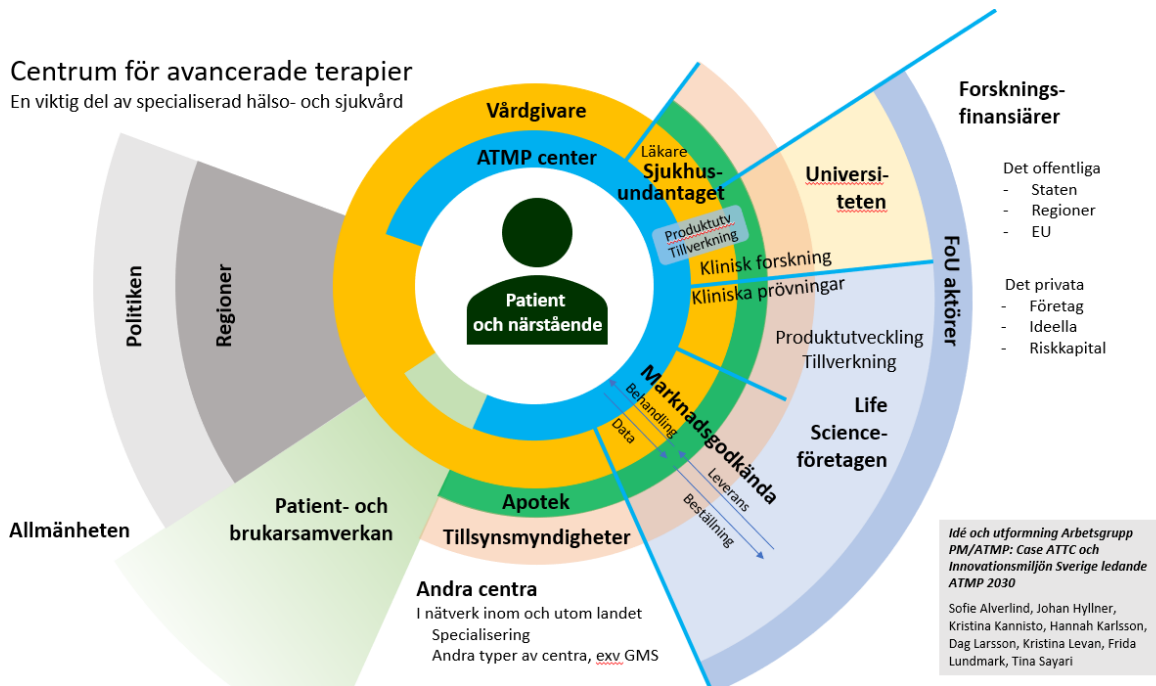 Centrum för avancerade terapier
En viktig del av specialiserad hälso- och sjukvård
Vårdgivare
ATMP center
Läkare
Sjukhus-
undantaget
Produktutv
Tillverkning
Klinisk forskning
Kliniska prövningar
Universi-
teten
FoU aktörer
Forsknings-
finansiärer
Det offentliga
- Staten
- Regioner
- EU
Det privata
- Företag
- Ideella
- Riskkapital
Politiken
Regioner
Patient
och närstående
Produktutveckling
Tillverkning
Life
Science-
företagen
Marknadsgodkända
Behandling
Data
Leverans
Beställning
Apotek
Tillsynsmyndigheter
Patient- och
brukarsamverkan
Allmänheten
Andra centra
I nätverk inom och utom landet
Specialisering
Andra typer av centra, exv GMS
Idé och utformning Arbetsgrupp
PM/ATMP: Case ATTC och
Innovationsmiljön Sverige ledande
ATMP 2030
Sofie Alverlind, Johan Hyllner,
Kristina Kannisto, Hannah Karlsson,
Dag Larsson, Kristina Levan, Frida
Lundmark, Tina Sayari